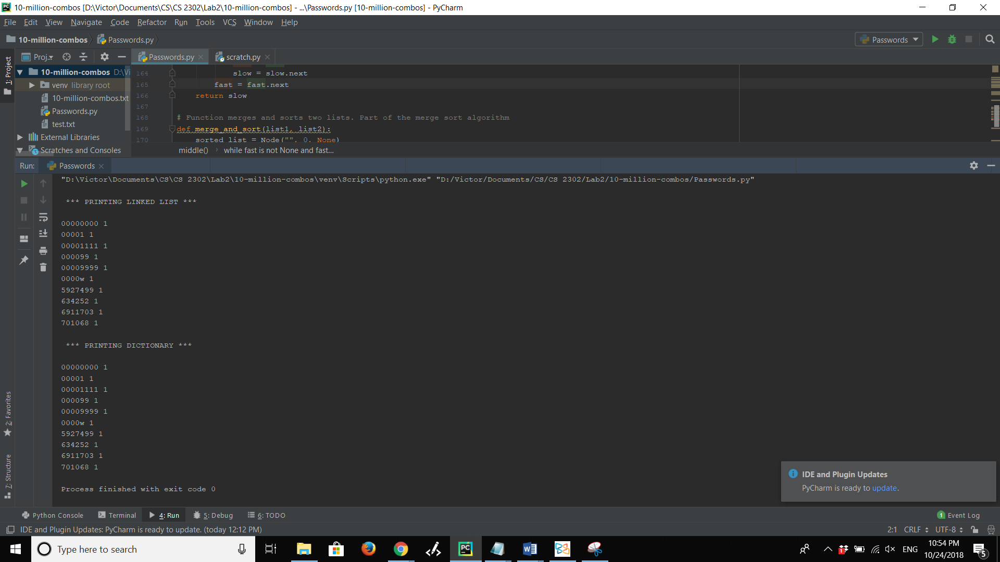 10-million-combos [D:\Victor\Documents\CS\CS 2302\Lab2\10-million-combos] - ...\Passwords.py [10-million-combos] - PyCharm
File Edit View Navigate Code Refactor Run Tools VCS Window Help
10-million-combos Passwords.py Passwords
1: Project
Proj..
Passwords.py scratch.py
10-million-combos D:\Vi
venv library root
10-million-combos.txt
Passwords.py
test.txt
External Libraries
Scratches and Consoles
164 slow = slow.next
165 fast = fast.next
166 return slow
167
168 # Function merges and sorts two lists. Part of the merge sort algorithm
169 def merge_and_sort(list1, list2):
170 sorted_list = Node("", 0, None)
middle() while fast is not None and fast...
Run: Passwords
"D:\Victor\Documents\CS\CS 2302\Lab2\10-million-combos\venv\Scripts\python.exe" "D:/Victor/Documents/CS/CS 2302/Lab2/10-million-combos/Passwords.py"
*** PRINTING LINKED LIST ***
00000000 1
00001 1
00001111 1
000099 1
00009999 1
0000w 1
5927499 1
634252 1
6911703 1
701068 1
*** PRINTING DICTIONARY ***
00000000 1
00001 1
00001111 1
000099 1
00009999 1
0000w 1
5927499 1
634252 1
6911703 1
701068 1
Process finished with exit code 0
2: Favorites
7: Structure
IDE and Plugin Updates
PyCharm is ready to update.
Python Console Terminal 4: Run 5: Debug 6: TODO 1 Event Log
IDE and Plugin Updates: PyCharm is ready to update. (today 12:12 PM) 2:1 CRLF UTF-8
Type here to search
ENG
10:54 PM
10/24/2018
5